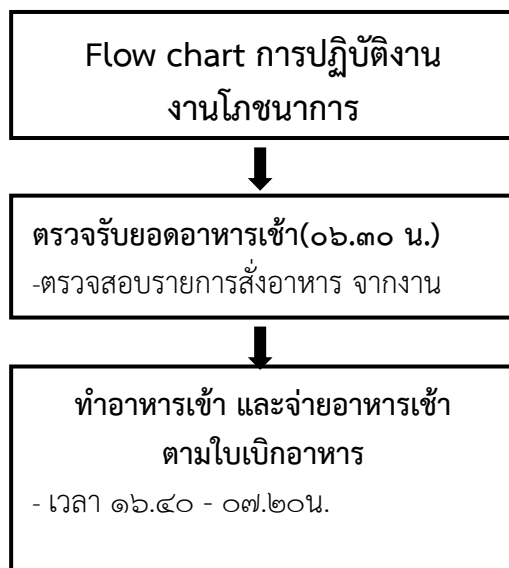 Flow chart การปฏิบัติงาน
งานโภชนาการ
ตรวจรับยอดอาหารเช้า(๐๖.๓๐ น.)
-ตรวจสอบรายการสั่งอาหาร จากงาน
ทำอาหารเข้า และจ่ายอาหารเช้า
ตามใบเบิกอาหาร
- เวลา ๑๖.๔๐ - ๐๗.๒๐น.